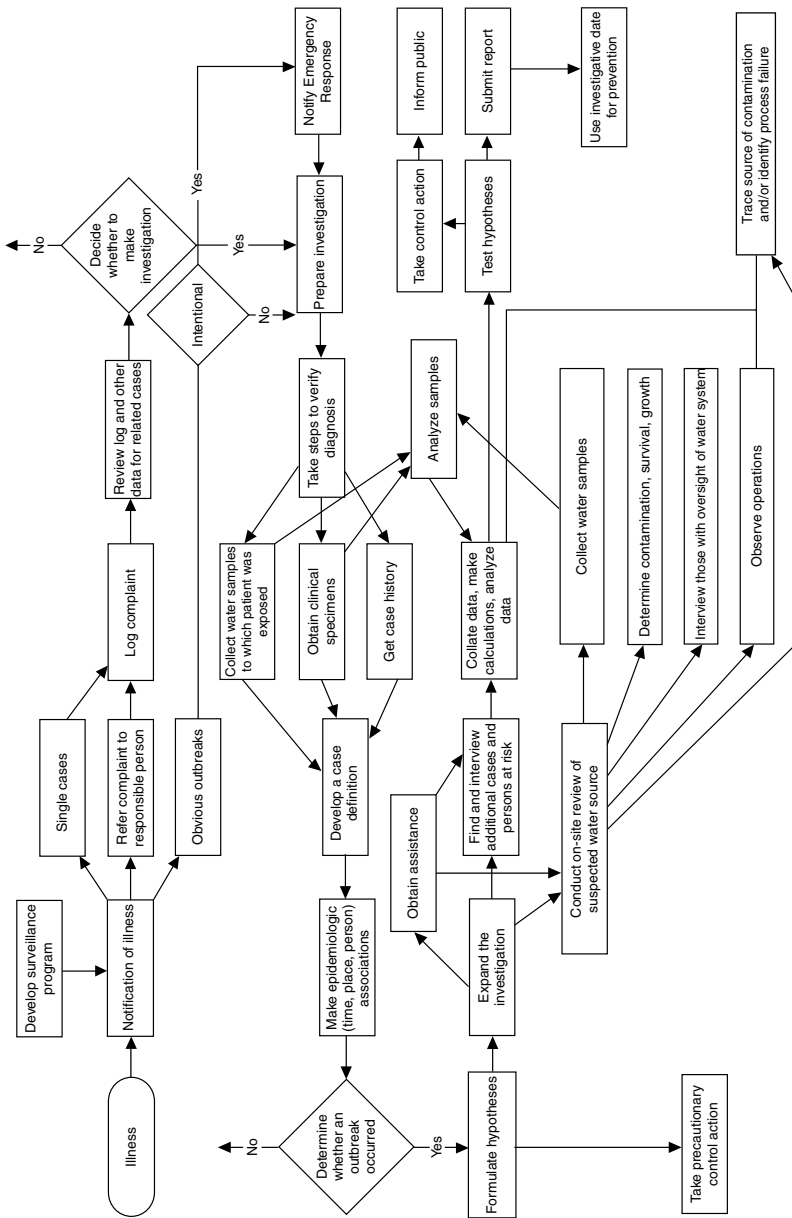 Illness
Develop surveillance
program
Notification of illness
Single cases
Refer complaint to
responsible person
Obvious outbreaks
Log complaint
Review log and other
data for related cases
Decide
whether to
make
investigation
No
Yes
Intentional
No
Yes
Notify Emergency
Response
Prepare investigation
Take steps to verify
diagnosis
Collect water samples
to which patient was
exposed
Obtain clinical
specimens
Get case history
Analyze samples
Develop a case
definition
Make epidemiologic
(time, place, person)
associations
Determine
whether an
outbreak
occurred
No
Yes
Formulate hypotheses
Take precautionary
control action
Expand the
investigation
Obtain assistance
Find and interview
additional cases and
persons at risk
Collate data, make
calculations, analyze
data
Test hypotheses
Take control action
Inform public
Submit report
Use investigative date
for prevention
Conduct on-site review of
suspected water source
Collect water samples
Determine contamination, survival, growth
Interview those with oversight of water system
Observe operations
Trace source of contamination
and/or identify process failure